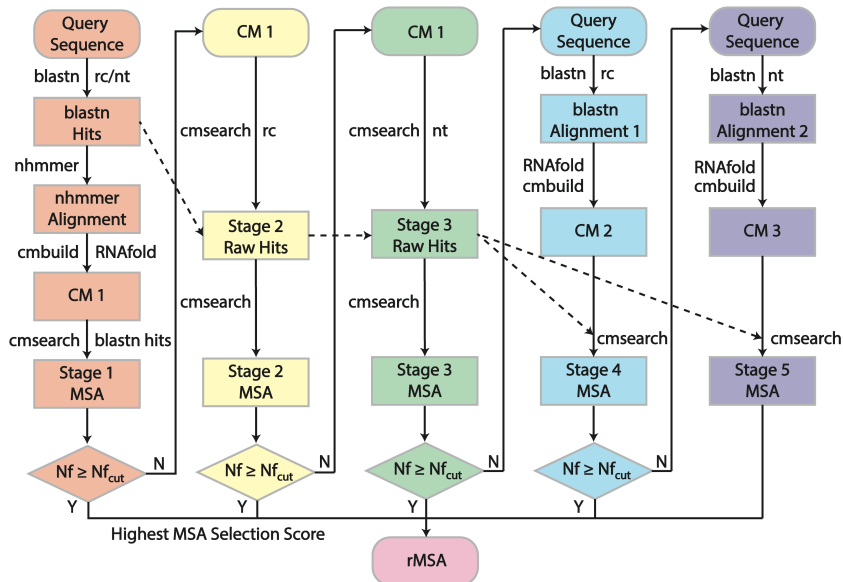 Query
Sequence
blastn rc/nt
blastn
Hits
nhmmer
nhmmer
Alignment
cmbuild RNAfold
CM 1
cmsearch blastn hits
Stage 1
MSA
Nf ≥ Nfcut
N
Y
CM 1
cmsearch rc
Stage 2
Raw Hits
cmsearch
Stage 2
MSA
Nf ≥ Nfcut
N
Y
CM 1
cmsearch nt
Stage 3
Raw Hits
cmsearch
Stage 3
MSA
Nf ≥ Nfcut
N
Y
Query
Sequence
blastn rc
blastn
Alignment 1
RNAfold
cmbuild
CM 2
cmsearch
Stage 4
MSA
Nf ≥ Nfcut
N
Y
Query
Sequence
blastn nt
blastn
Alignment 2
RNAfold
cmbuild
CM 3
cmsearch
Stage 5
MSA
Highest MSA Selection Score
rMSA